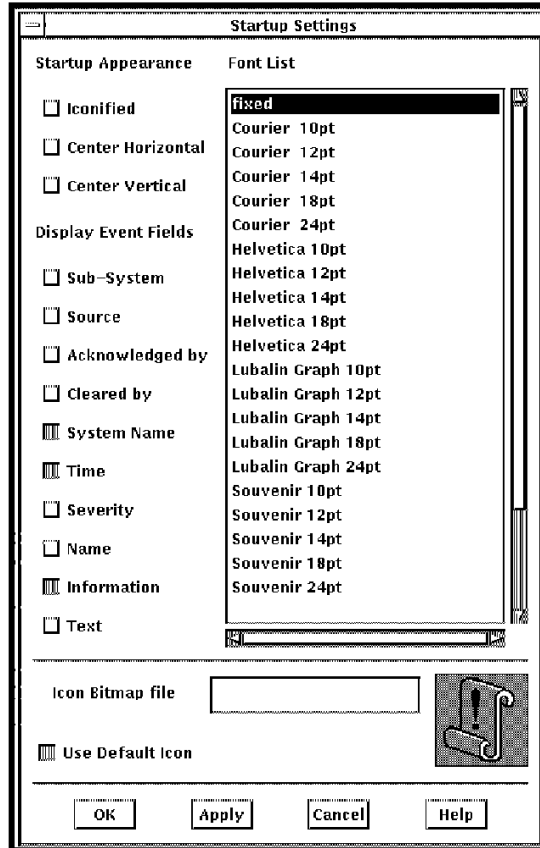 Startup Settings
Startup Appearance
Iconified
Center Horizontal
Center Vertical
Display Event Fields
Sub-System
Source
Acknowledged by
Cleared by
System Name
Time
Severity
Name
Information
Text
Font List
fixed
Courier 10pt
Courier 12pt
Courier 14pt
Courier 18pt
Courier 24pt
Helvetica 10pt
Helvetica 12pt
Helvetica 14pt
Helvetica 18pt
Helvetica 24pt
Lubalin Graph 10pt
Lubalin Graph 12pt
Lubalin Graph 14pt
Lubalin Graph 18pt
Lubalin Graph 24pt
Souvenir 10pt
Souvenir 12pt
Souvenir 14pt
Souvenir 18pt
Souvenir 24pt
Icon Bitmap file
Use Default Icon
OK Apply Cancel Help